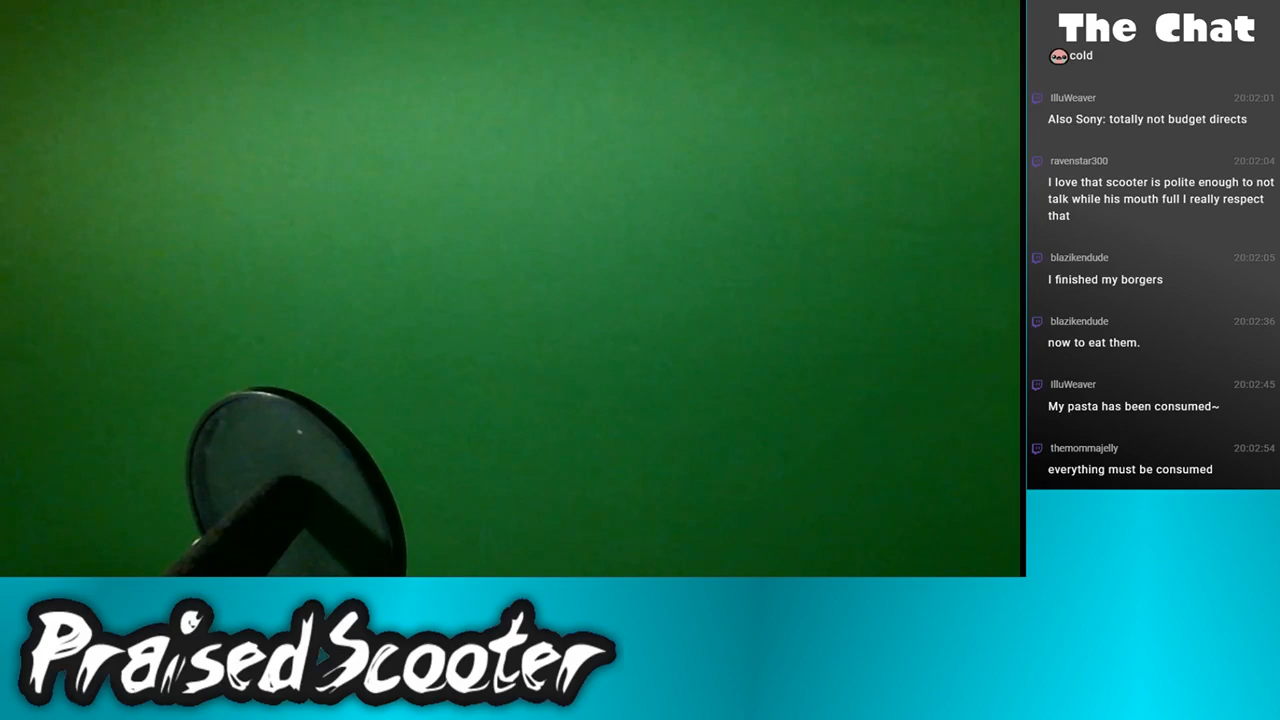 The Chat
cold
IlluWeaver 20:02:01
Also Sony: totally not budget directs
ravenstar300 20:02:04
I love that scooter is polite enough to not
talk while his mouth full I really respect
that
blazikendude 20:02:05
I finished my borgers
blazikendude 20:02:36
now to eat them.
IlluWeaver 20:02:45
My pasta has been consumed~
themommajelly 20:02:54
everything must be consumed
PraisedScooter